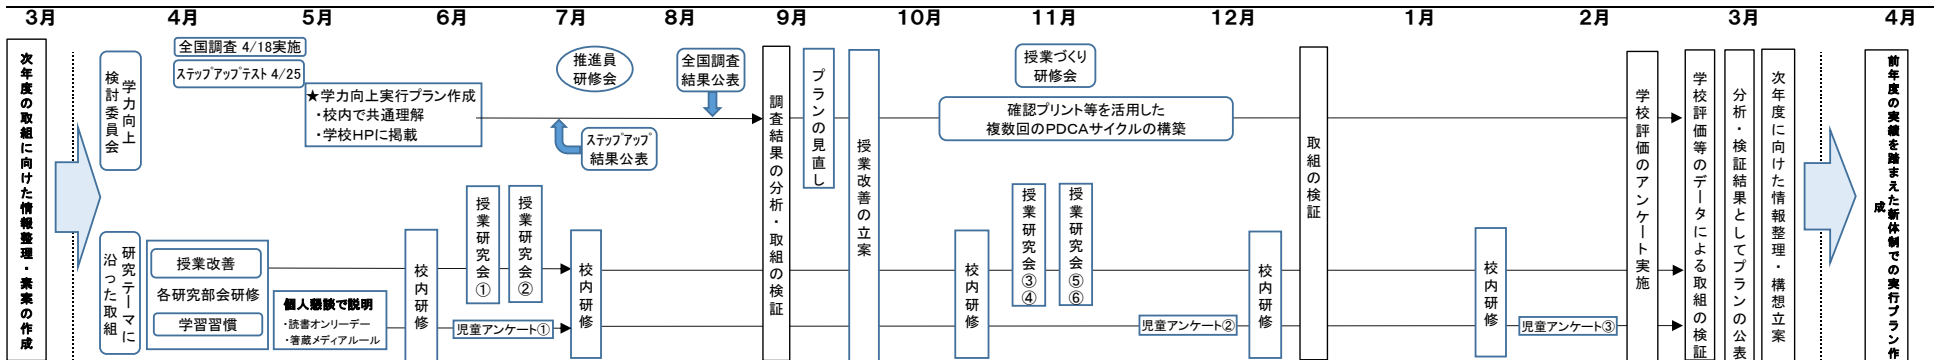 3月
4月
5月
6月
7月
8月
9月
10月
11月
12月
1月
2月
3月
4月
次年度の取組に向けた情報整理・素案の作成
学力向上
検討委員会
全国調査 4/18実施
ステップアップテスト 4/25
★学力向上実行プラン作成
・校内で共通理解
・学校HPに掲載
推進員
研修会
ステップアップ
結果公表
全国調査
結果公表
調査結果の分析・取組の検証
プランの見直し
授業改善の立案
授業づくり
研修会
確認プリント等を活用した
複数回のPDCAサイクルの構築
取組の検証
学校評価のアンケート実施
学校評価等のデータによる取組の検証
分析・検証結果としてプランの公表
次年度に向けた情報整理・構想立案
前年度の実績を踏まえた新体制での実行プラン作
成
研究テーマに
沿った取組
授業改善
各研究部会研修
学習習慣
個人懇談で説明
・読書オンリーデー
・箸蔵メディアルール
校内研修
授業研究会①
授業研究会②
児童アンケート①
校内研修
校内研修
授業研究会③
④
授業研究会⑤
⑥
児童アンケート②
校内研修
校内研修
児童アンケート③